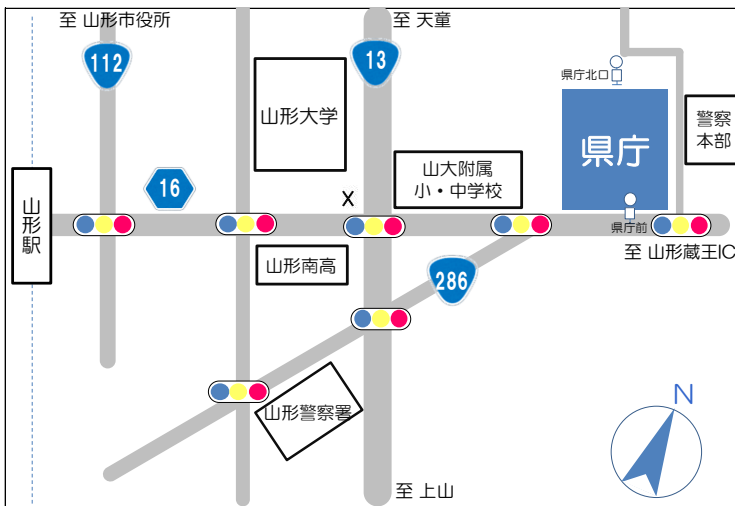 至 山形市役所
至 天童
112
13
県庁北口
山形大学
県庁
警察
本部
16
山大附属
小・中学校
X
山形駅
県庁前
山形南高
至 山形蔵王IC
286
山形警察署
N
至 上山